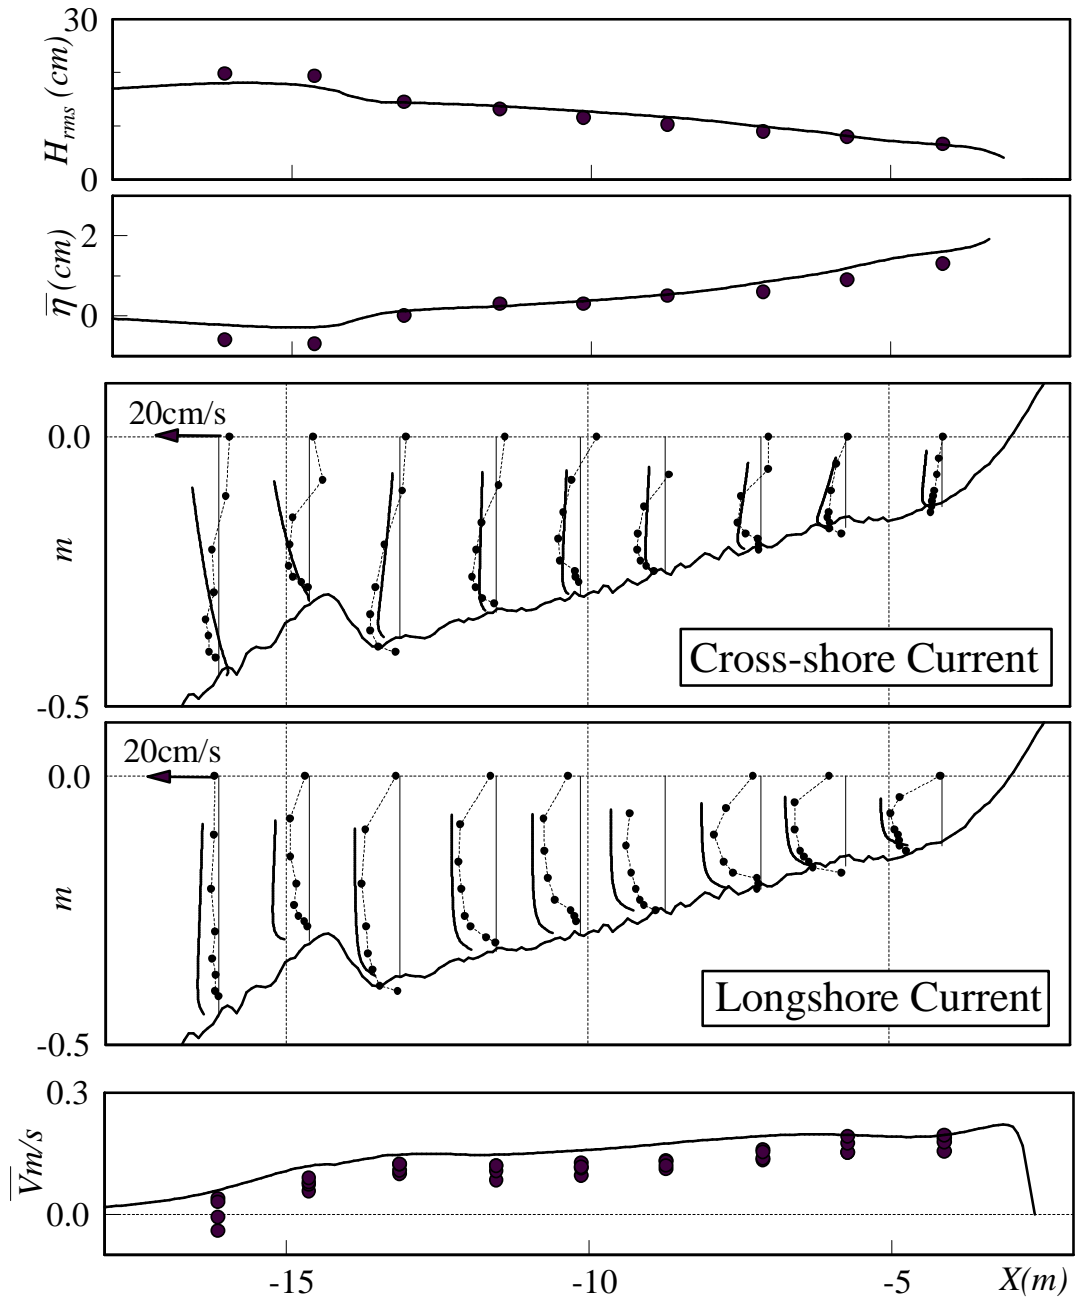 30
H_rms (cm)
0
2
η̅ (cm)
0
20cm/s
0.0
m
Cross-shore Current
-0.5
20cm/s
0.0
m
Longshore Current
-0.5
0.3
V̅m/s
0.0
-15
-10
-5
X(m)